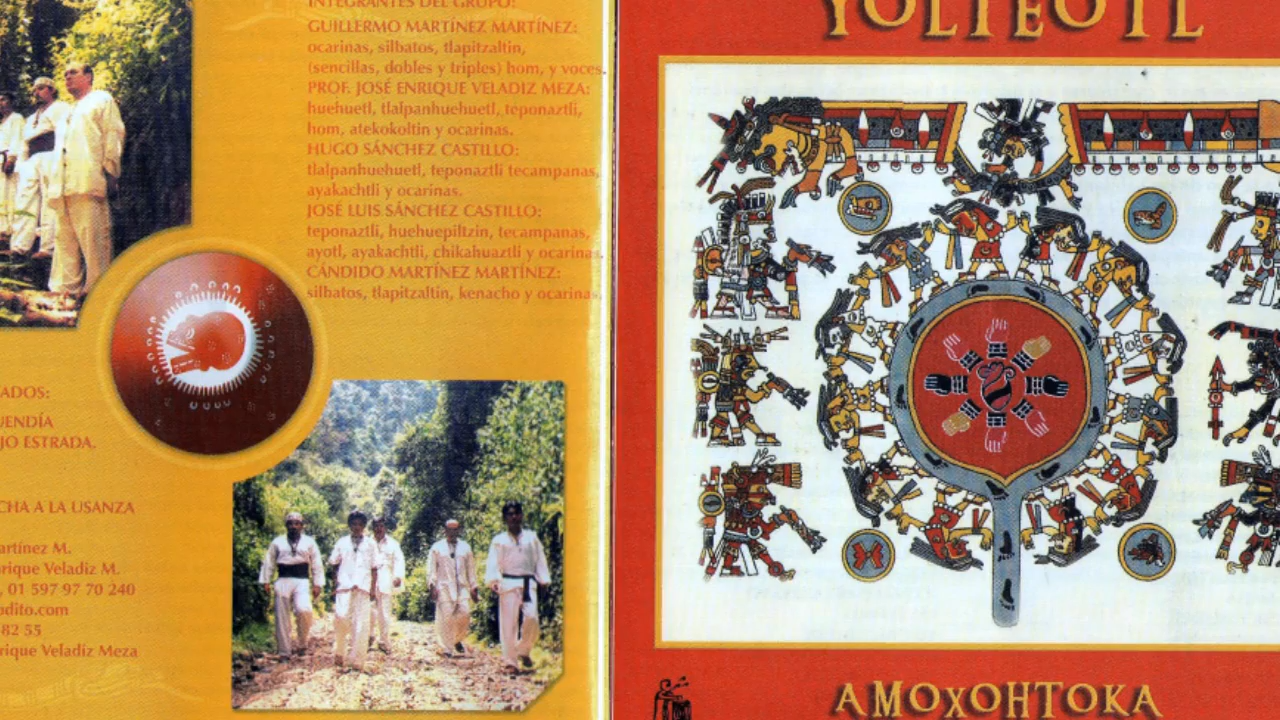 INTEGRANTES DEL GRUPO:
GUILLERMO MARTÍNEZ MARTÍNEZ:
ocarinas, silbatos, tlapitzaltin,
(sencillas, dobles y triples) hom, y voces.
PROF. JOSÉ ENRIQUE VELADIZ MEZA:
huehuetl, tlalpanhuehuetl, teponaztli,
hom, atekokoltin y ocarinas.
HUGO SÁNCHEZ CASTILLO:
tlalpanhuehuetl, teponaztli tecampanas,
ayakachtli y ocarinas.
JOSÉ LUIS SÁNCHEZ CASTILLO:
teponaztli, huehuepiltzin, tecampanas,
ayotl, ayakachtli, chikahuaztli y ocarinas.
CÁNDIDO MARTÍNEZ MARTÍNEZ:
silbatos, tlapitzaltin, kenacho y ocarinas.
ADOS:
UENDÍA
JO ESTRADA.
CHA A LA USANZA
artínez M.
nrique Veladiz M.
, 01 597 97 70 240
udito.com
82 55
rique Veladiz Meza
YOLTEOTL
AMOXOHTOKA